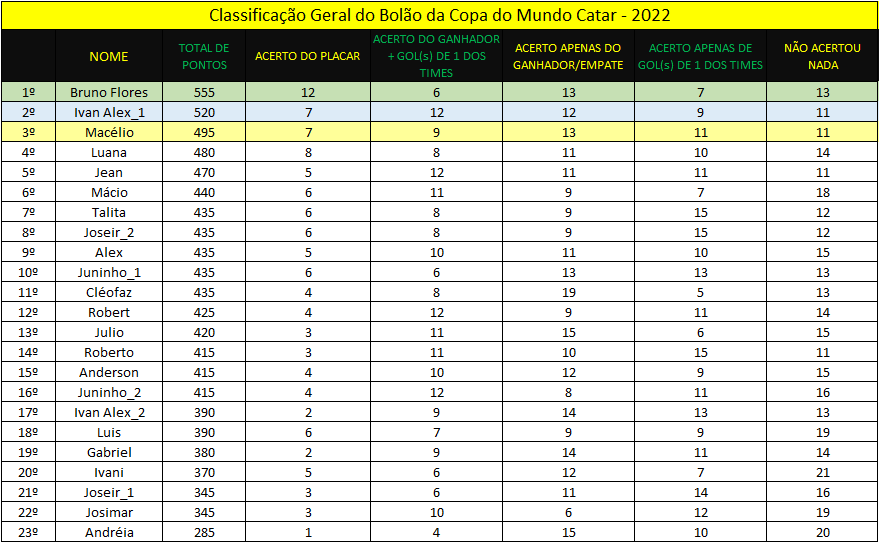 Classificação Geral do Bolão da Copa do Mundo Catar - 2022
NOME TOTAL DE PONTOS ACERTO DO PLACAR ACERTO DO GANHADOR + GOL(s) DE 1 DOS TIMES ACERTO APENAS DO GANHADOR/EMPATE ACERTO APENAS DE GOL(s) DE 1 DOS TIMES NÃO ACERTOU NADA
1º Bruno Flores 555 12 6 13 7 13
2º Ivan Alex_1 520 7 12 12 9 11
3º Macélio 495 7 9 13 11 11
4º Luana 480 8 8 11 10 14
5º Jean 470 5 12 11 11 11
6º Mácio 440 6 11 9 7 18
7º Talita 435 6 8 9 15 12
8º Joseir_2 435 6 8 9 15 12
9º Alex 435 5 10 11 10 15
10º Juninho_1 435 6 6 13 13 13
11º Cléofaz 435 4 8 19 5 13
12º Robert 425 4 12 9 11 14
13º Julio 420 3 11 15 6 15
14º Roberto 415 3 11 10 15 11
15º Anderson 415 4 10 12 9 15
16º Juninho_2 415 4 12 8 11 16
17º Ivan Alex_2 390 2 9 14 13 13
18º Luis 390 6 7 9 9 19
19º Gabriel 380 2 9 14 11 14
20º Ivani 370 5 6 12 7 21
21º Joseir_1 345 3 6 11 14 16
22º Josimar 345 3 10 6 12 19
23º Andréia 285 1 4 15 10 20